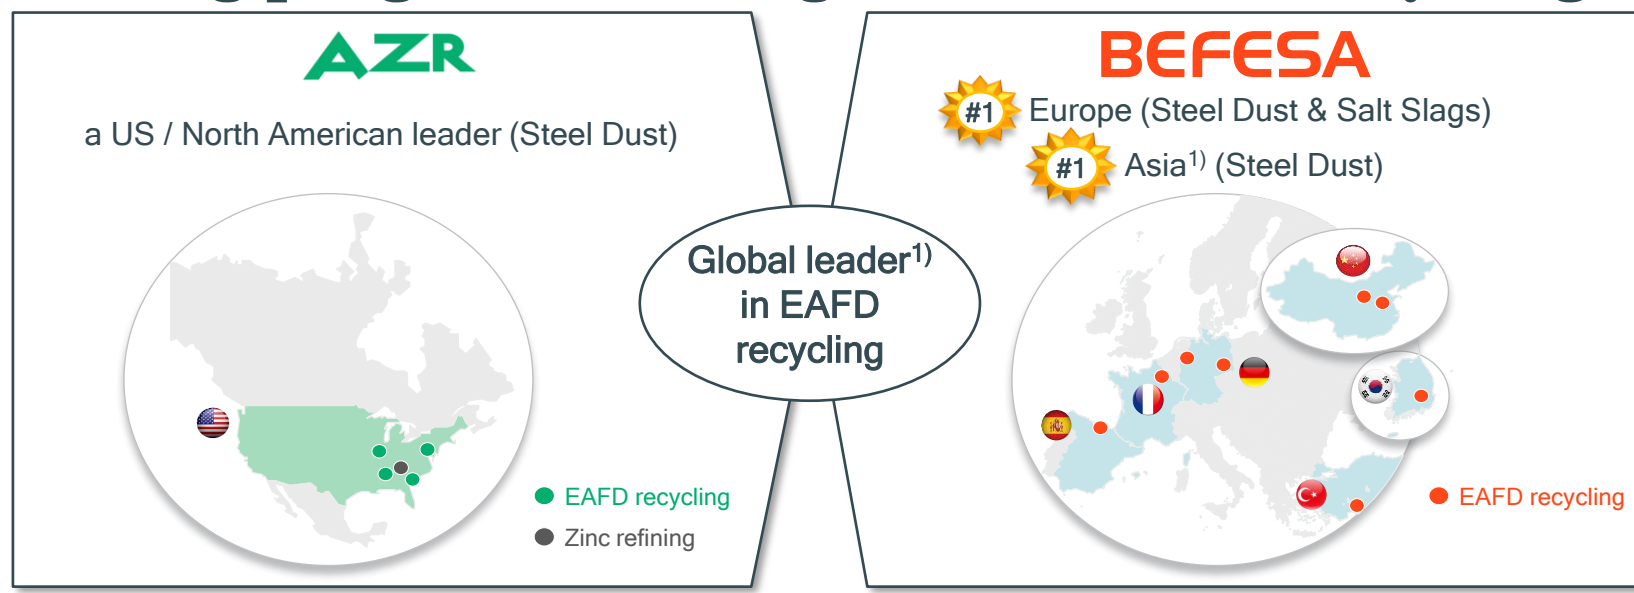 AZR
a US / North American leader (Steel Dust)
EAFD recycling
Zinc refining
Global leader1)
in EAFD
recycling
BEFESA
#1 Europe (Steel Dust & Salt Slags)
#1 Asia1) (Steel Dust)
EAFD recycling